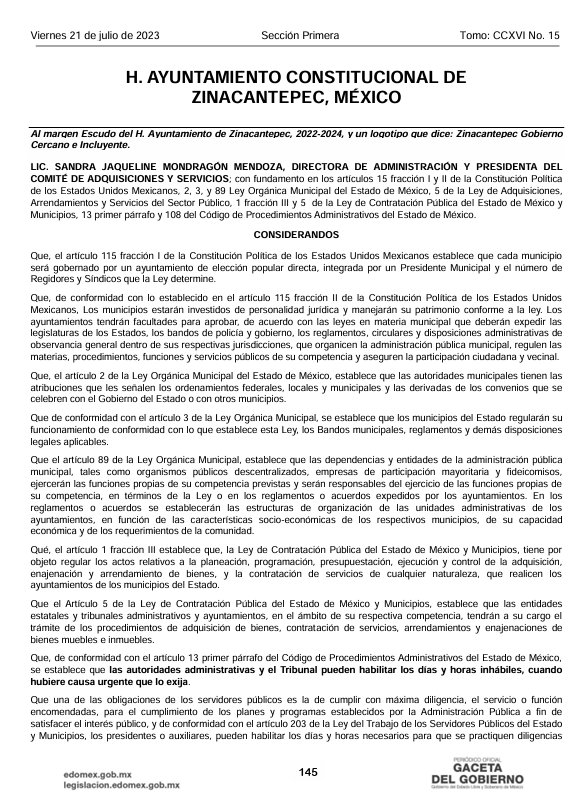 Viernes 21 de julio de 2023 Sección Primera Tomo: CCXVI No. 15
H. AYUNTAMIENTO CONSTITUCIONAL DE
ZINACANTEPEC, MÉXICO
Al margen Escudo del H. Ayuntamiento de Zinacantepec, 2022-2024, y un logotipo que dice: Zinacantepec Gobierno
Cercano e Incluyente.
LIC. SANDRA JAQUELINE MONDRAGÓN MENDOZA, DIRECTORA DE ADMINISTRACIÓN Y PRESIDENTA DEL
COMITÉ DE ADQUISICIONES Y SERVICIOS; con fundamento en los artículos 15 fracción I y II de la Constitución Política
de los Estados Unidos Mexicanos, 2, 3, y 89 Ley Orgánica Municipal del Estado de México, 5 de la Ley de Adquisiciones,
Arrendamientos y Servicios del Sector Público, 1 fracción III y 5 de la Ley de Contratación Pública del Estado de México y
Municipios, 13 primer párrafo y 108 del Código de Procedimientos Administrativos del Estado de México.
CONSIDERANDOS
Que, el artículo 115 fracción I de la Constitución Política de los Estados Unidos Mexicanos establece que cada municipio
será gobernado por un ayuntamiento de elección popular directa, integrada por un Presidente Municipal y el número de
Regidores y Síndicos que la Ley determine.
Que, de conformidad con lo establecido en el artículo 115 fracción II de la Constitución Política de los Estados Unidos
Mexicanos, Los municipios estarán investidos de personalidad jurídica y manejarán su patrimonio conforme a la ley. Los
ayuntamientos tendrán facultades para aprobar, de acuerdo con las leyes en materia municipal que deberán expedir las
legislaturas de los Estados, los bandos de policía y gobierno, los reglamentos, circulares y disposiciones administrativas de
observancia general dentro de sus respectivas jurisdicciones, que organicen la administración pública municipal, regulen las
materias, procedimientos, funciones y servicios públicos de su competencia y aseguren la participación ciudadana y vecinal.
Que, el artículo 2 de la Ley Orgánica Municipal del Estado de México, establece que las autoridades municipales tienen las
atribuciones que les señalen los ordenamientos federales, locales y municipales y las derivadas de los convenios que se
celebren con el Gobierno del Estado o con otros municipios.
Que de conformidad con el artículo 3 de la Ley Orgánica Municipal, se establece que los municipios del Estado regularán su
funcionamiento de conformidad con lo que establece esta Ley, los Bandos municipales, reglamentos y demás disposiciones
legales aplicables.
Que el artículo 89 de la Ley Orgánica Municipal, establece que las dependencias y entidades de la administración pública
municipal, tales como organismos públicos descentralizados, empresas de participación mayoritaria y fideicomisos,
ejercerán las funciones propias de su competencia previstas y serán responsables del ejercicio de las funciones propias de
su competencia, en términos de la Ley o en los reglamentos o acuerdos expedidos por los ayuntamientos. En los
reglamentos o acuerdos se establecerán las estructuras de organización de las unidades administrativas de los
ayuntamientos, en función de las características socio-económicas de los respectivos municipios, de su capacidad
económica y de los requerimientos de la comunidad.
Qué, el artículo 1 fracción III establece que, la Ley de Contratación Pública del Estado de México y Municipios, tiene por
objeto regular los actos relativos a la planeación, programación, presupuestación, ejecución y control de la adquisición,
enajenación y arrendamiento de bienes, y la contratación de servicios de cualquier naturaleza, que realicen los
ayuntamientos de los municipios del Estado.
Que el Artículo 5 de la Ley de Contratación Pública del Estado de México y Municipios, establece que las entidades
estatales y tribunales administrativos y ayuntamientos, en el ámbito de su respectiva competencia, tendrán a su cargo el
trámite de los procedimientos de adquisición de bienes, contratación de servicios, arrendamientos y enajenaciones de
bienes muebles e inmuebles.
Que, de conformidad con el artículo 13 primer párrafo del Código de Procedimientos Administrativos del Estado de México,
se establece que las autoridades administrativas y el Tribunal pueden habilitar los días y horas inhábiles, cuando
hubiere causa urgente que lo exija.
Que una de las obligaciones de los servidores públicos es la de cumplir con máxima diligencia, el servicio o función
encomendadas, para el cumplimiento de los planes y programas establecidos por la Administración Pública a fin de
satisfacer el interés público, y de conformidad con el artículo 203 de la Ley del Trabajo de los Servidores Públicos del Estado
y Municipios, los presidentes o auxiliares, pueden habilitar los días y horas necesarios para que se practiquen diligencias
edomex.gob.mx
legislacion.edomex.gob.mx
145
PERIÓDICO OFICIAL
GACETA
DEL GOBIERNO
Gobierno del Estado Libre y Soberano de México